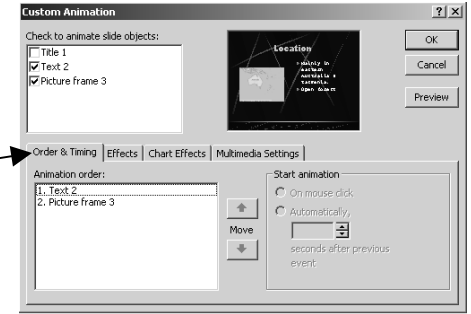 Custom Animation
Check to animate slide objects:
Title 1
Text 2
Picture frame 3
Location
Mainly in
eastern
Australia &
Tasmania.
Open forest
OK
Cancel
Preview
Order & Timing
Effects
Chart Effects
Multimedia Settings
Animation order:
1. Text 2
2. Picture frame 3
Move
Start animation
On mouse click
Automatically,
seconds after previous
event